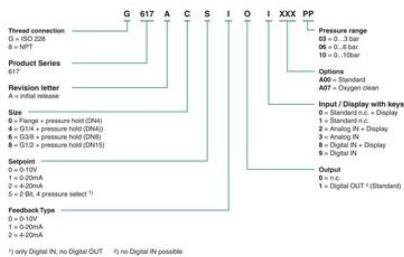 G 617 A C S I O I XXX PP
Thread connection
G = ISO 228
8 = NPT
Product Series
617
Revision letter
A = initial release
Size
0 = Flange + pressure hold (DN4)
4 = G1/4 + pressure hold (DN4))
6 = G3/8 + pressure hold (DN8)
8 = G1/2 + pressure hold (DN15)
Setpoint
0 = 0-10V
1 = 0-20mA
2 = 4-20mA
5 = 2 Bit, 4 pressure select ¹⁾
Feedback Type
0 = 0-10V
1 = 0-20mA
2 = 4-20mA
Pressure range
03 = 0...3 bar
06 = 0...6 bar
10 = 0...10bar
Options
A00 = Standard
A07 = Oxygen clean
Input / Display with keys
0 = Standard n.c. + Display
1 = Standard n.c.
2 = Analog IN + Display
3 = Analog IN
8 = Digital IN + Display
9 = Digital IN
Output
0 = n.c.
1 = Digital OUT ² (Standard)
¹⁾ only Digital IN, no Digital OUT ²⁾ no Digital IN possible